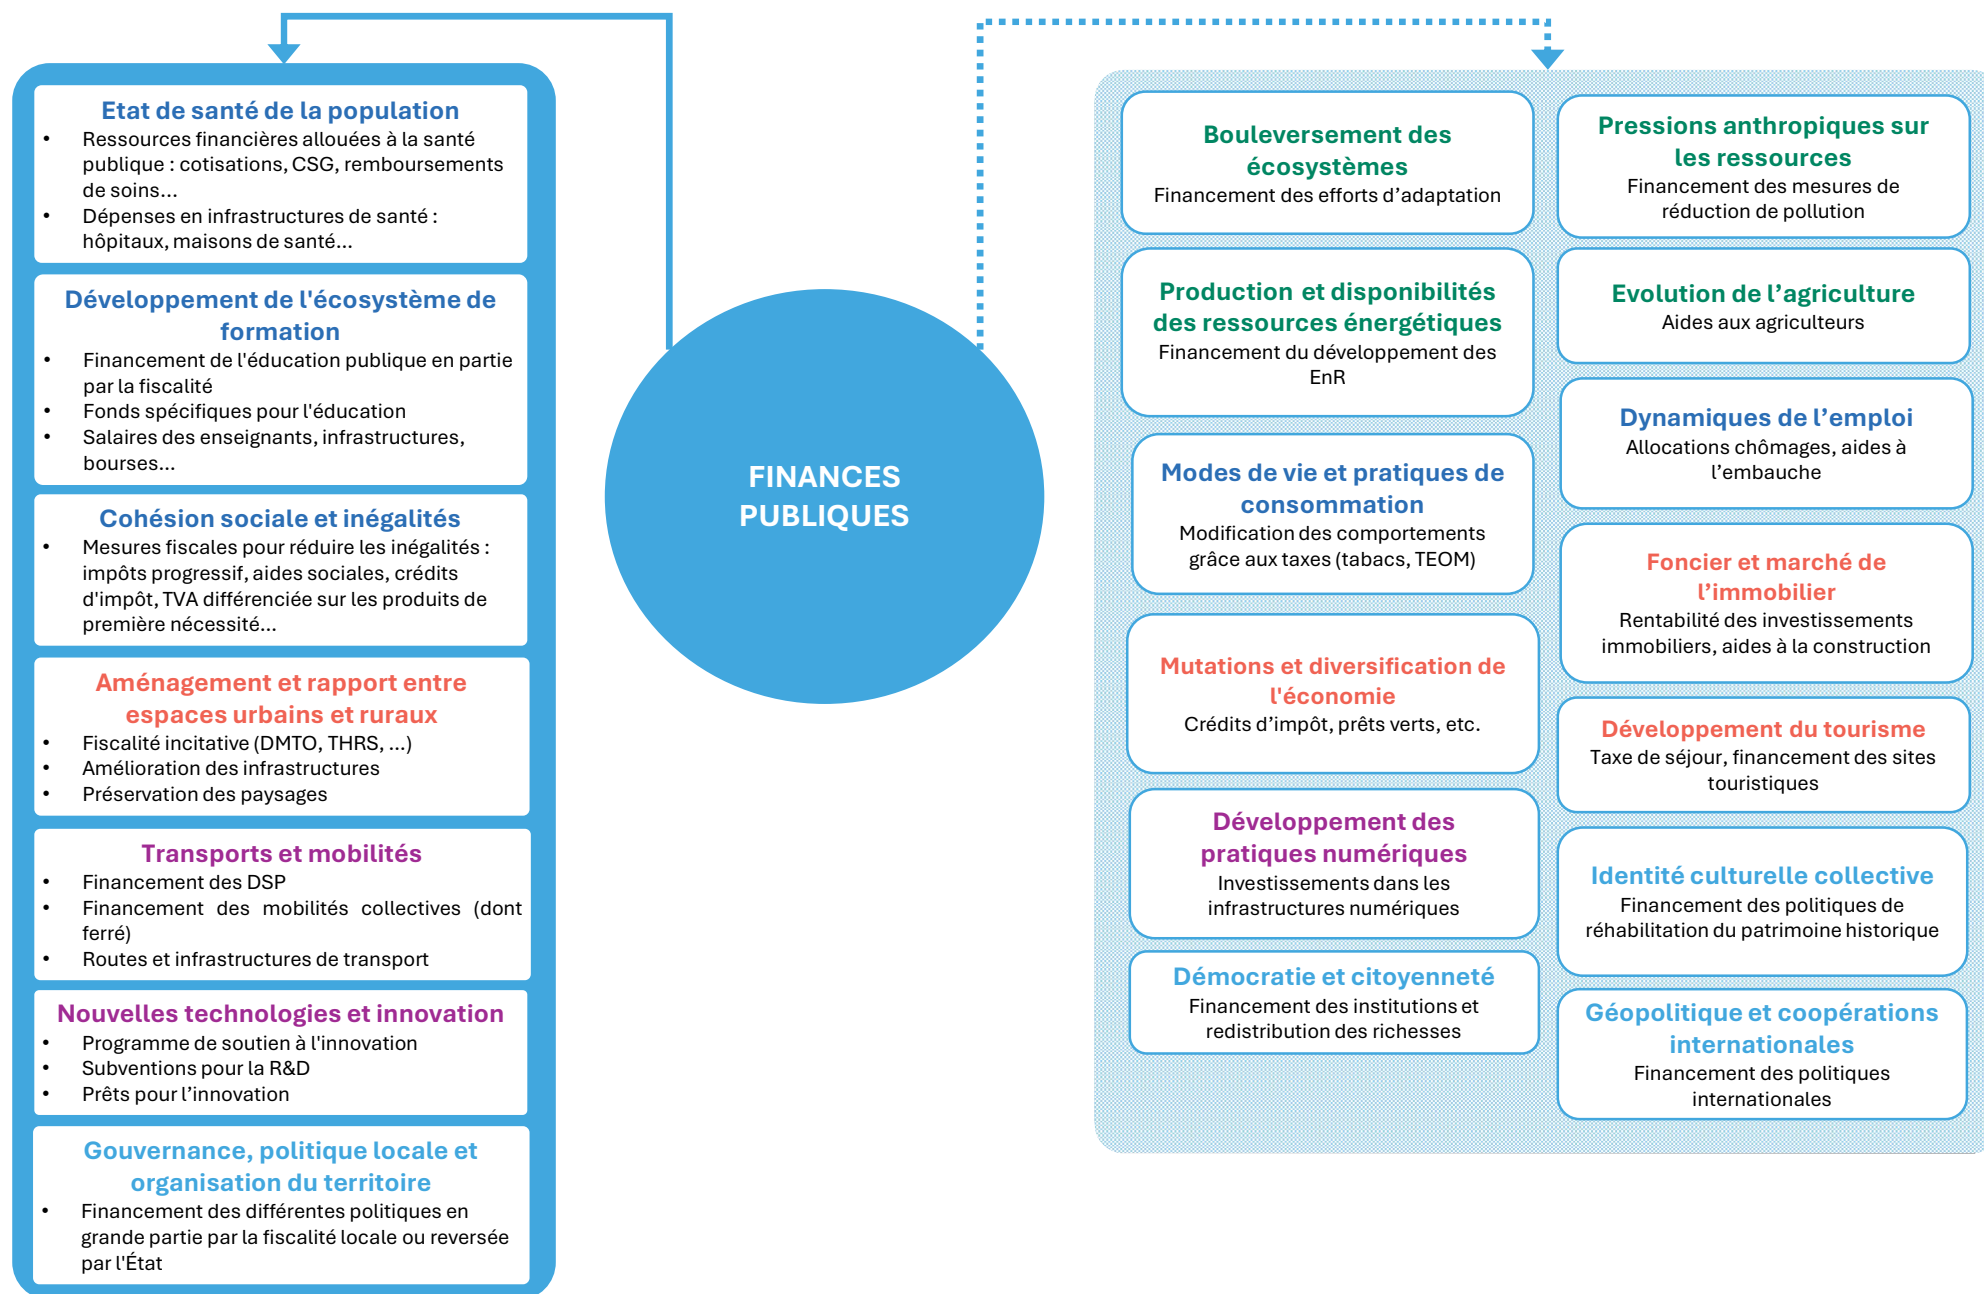 Etat de santé de la population
• Ressources financières allouées à la santé
publique : cotisations, CSG, remboursements
de soins...
• Dépenses en infrastructures de santé :
hôpitaux, maisons de santé...
Développement de l'écosystème de
formation
• Financement de l'éducation publique en partie
par la fiscalité
• Fonds spécifiques pour l'éducation
• Salaires des enseignants, infrastructures,
bourses...
Cohésion sociale et inégalités
• Mesures fiscales pour réduire les inégalités :
impôts progressif, aides sociales, crédits
d'impôt, TVA différenciée sur les produits de
première nécessité...
Aménagement et rapport entre
espaces urbains et ruraux
• Fiscalité incitative (DMTO, THRS, ...)
• Amélioration des infrastructures
• Préservation des paysages
Transports et mobilités
• Financement des DSP
• Financement des mobilités collectives (dont
ferré)
• Routes et infrastructures de transport
Nouvelles technologies et innovation
• Programme de soutien à l'innovation
• Subventions pour la R&D
• Prêts pour l’innovation
Gouvernance, politique locale et
organisation du territoire
• Financement des différentes politiques en
grande partie par la fiscalité locale ou reversée
par l'État
FINANCES
PUBLIQUES
Bouleversement des
écosystèmes
Financement des efforts d’adaptation
Production et disponibilités
des ressources énergétiques
Financement du développement des
EnR
Modes de vie et pratiques de
consommation
Modification des comportements
grâce aux taxes (tabacs, TEOM)
Mutations et diversification de
l'économie
Crédits d’impôt, prêts verts, etc.
Développement des
pratiques numériques
Investissements dans les
infrastructures numériques
Démocratie et citoyenneté
Financement des institutions et
redistribution des richesses
Pressions anthropiques sur
les ressources
Financement des mesures de
réduction de pollution
Evolution de l’agriculture
Aides aux agriculteurs
Dynamiques de l’emploi
Allocations chômages, aides à
l’embauche
Foncier et marché de
l’immobilier
Rentabilité des investissements
immobiliers, aides à la construction
Développement du tourisme
Taxe de séjour, financement des sites
touristiques
Identité culturelle collective
Financement des politiques de
réhabilitation du patrimoine historique
Géopolitique et coopérations
internationales
Financement des politiques
internationales